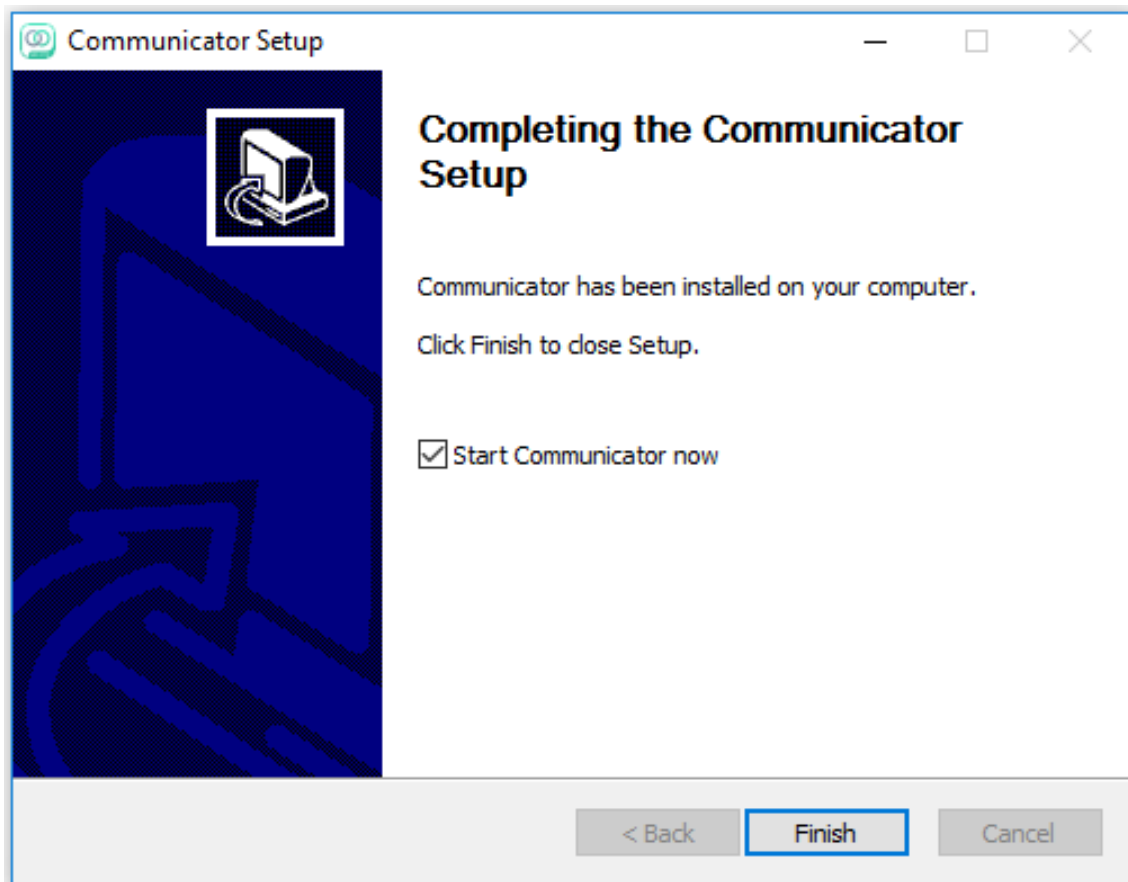 Communicator Setup
Completing the Communicator
Setup
Communicator has been installed on your computer.
Click Finish to close Setup.
Start Communicator now
< Back
Finish
Cancel